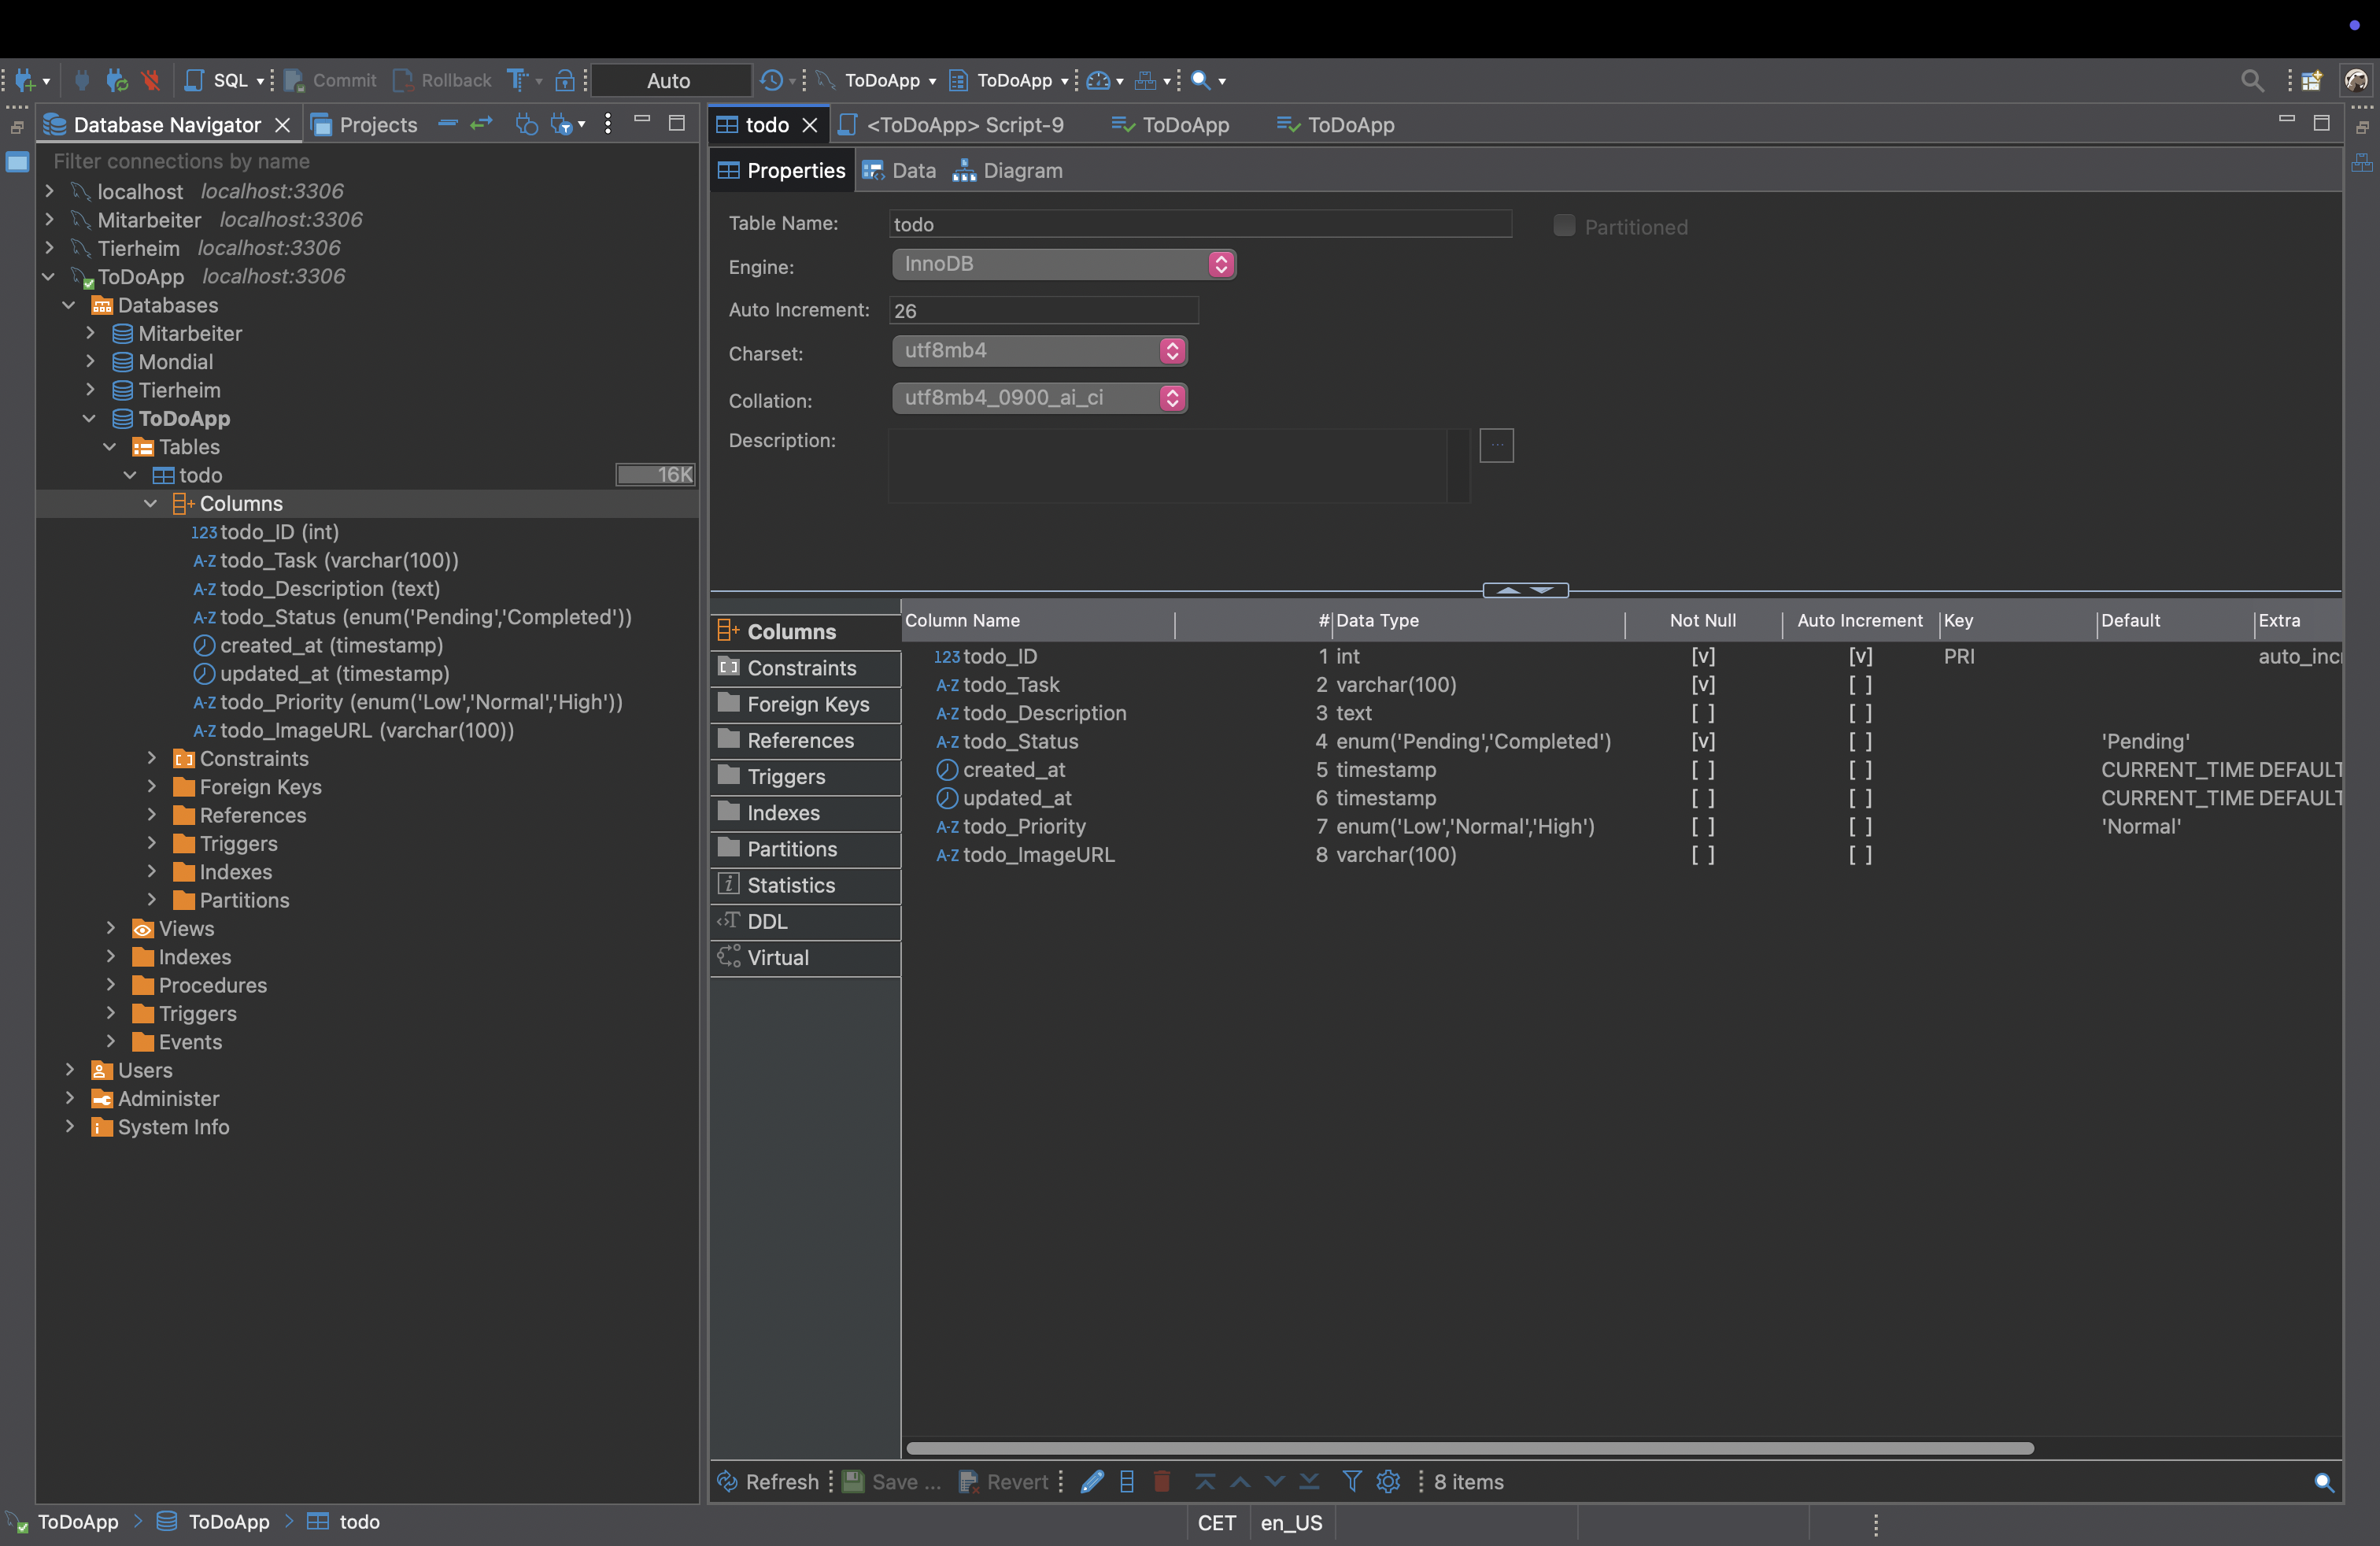 SQL Commit Rollback Auto ToDoApp ToDoApp
Database Navigator Projects
Filter connections by name
localhost localhost:3306
Mitarbeiter localhost:3306
Tierheim localhost:3306
ToDoApp localhost:3306
Databases
Mitarbeiter
Mondial
Tierheim
ToDoApp
Tables
todo 16K
Columns
123 todo_ID (int)
A-Z todo_Task (varchar(100))
A-Z todo_Description (text)
A-Z todo_Status (enum('Pending','Completed'))
created_at (timestamp)
updated_at (timestamp)
A-Z todo_Priority (enum('Low','Normal','High'))
A-Z todo_ImageURL (varchar(100))
Constraints
Foreign Keys
References
Triggers
Indexes
Partitions
Views
Indexes
Procedures
Triggers
Events
Users
Administer
System Info
todo <ToDoApp> Script-9 ToDoApp ToDoApp
Properties Data Diagram
Table Name: todo Partitioned
Engine: InnoDB
Auto Increment: 26
Charset: utf8mb4
Collation: utf8mb4_0900_ai_ci
Description: ...
Columns
Constraints
Foreign Keys
References
Triggers
Indexes
Partitions
Statistics
DDL
Virtual
Column Name # Data Type Not Null Auto Increment Key Default Extra
123 todo_ID 1 int [v] [v] PRI auto_inc
A-Z todo_Task 2 varchar(100) [v] [ ]
A-Z todo_Description 3 text [ ] [ ]
A-Z todo_Status 4 enum('Pending','Completed') [v] [ ] 'Pending'
created_at 5 timestamp [ ] [ ] CURRENT_TIME DEFAULT
updated_at 6 timestamp [ ] [ ] CURRENT_TIME DEFAULT
A-Z todo_Priority 7 enum('Low','Normal','High') [ ] [ ] 'Normal'
A-Z todo_ImageURL 8 varchar(100) [ ] [ ]
Refresh Save ... Revert 8 items
ToDoApp ToDoApp todo CET en_US